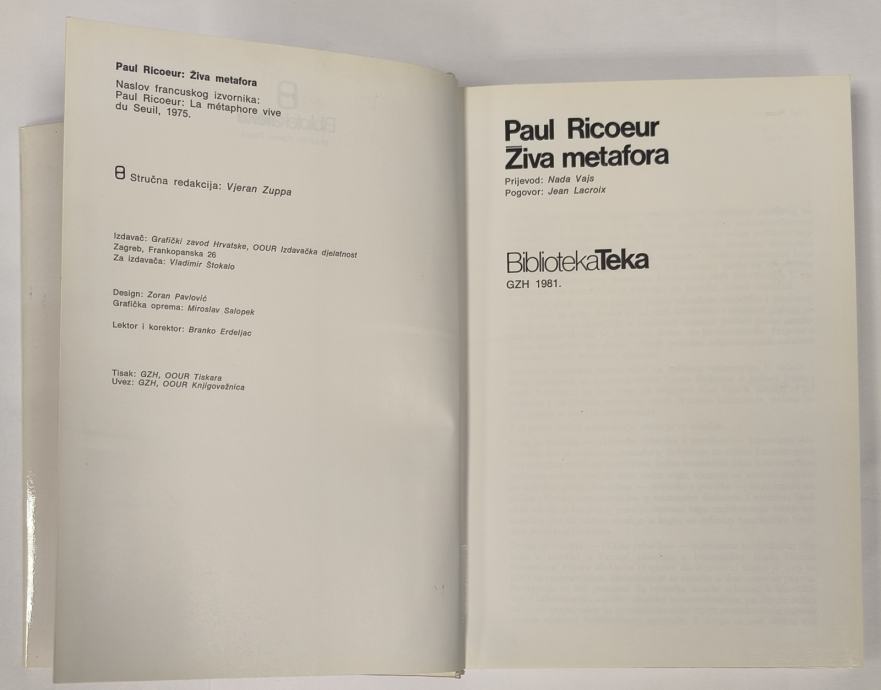 Paul Ricoeur: Živa metafora
Naslov francuskog izvornika:
Paul Ricoeur: La métaphore vive
du Seuil, 1975.
Stručna redakcija: Vjeran Zuppa
Izdavač: Grafički zavod Hrvatske, OOUR Izdavačka djelatnost
Zagreb, Frankopanska 26
Za izdavača: Vladimir Štokalo
Design: Zoran Pavlović
Grafička oprema: Miroslav Salopek
Lektor i korektor: Branko Erdeljac
Tisak: GZH, OOUR Tiskara
Uvez: GZH, OOUR Knjigovežnica
Paul Ricoeur
Živa metafora
Prijevod: Nada Vajs
Pogovor: Jean Lacroix
BibliotekaTeka
GZH 1981.